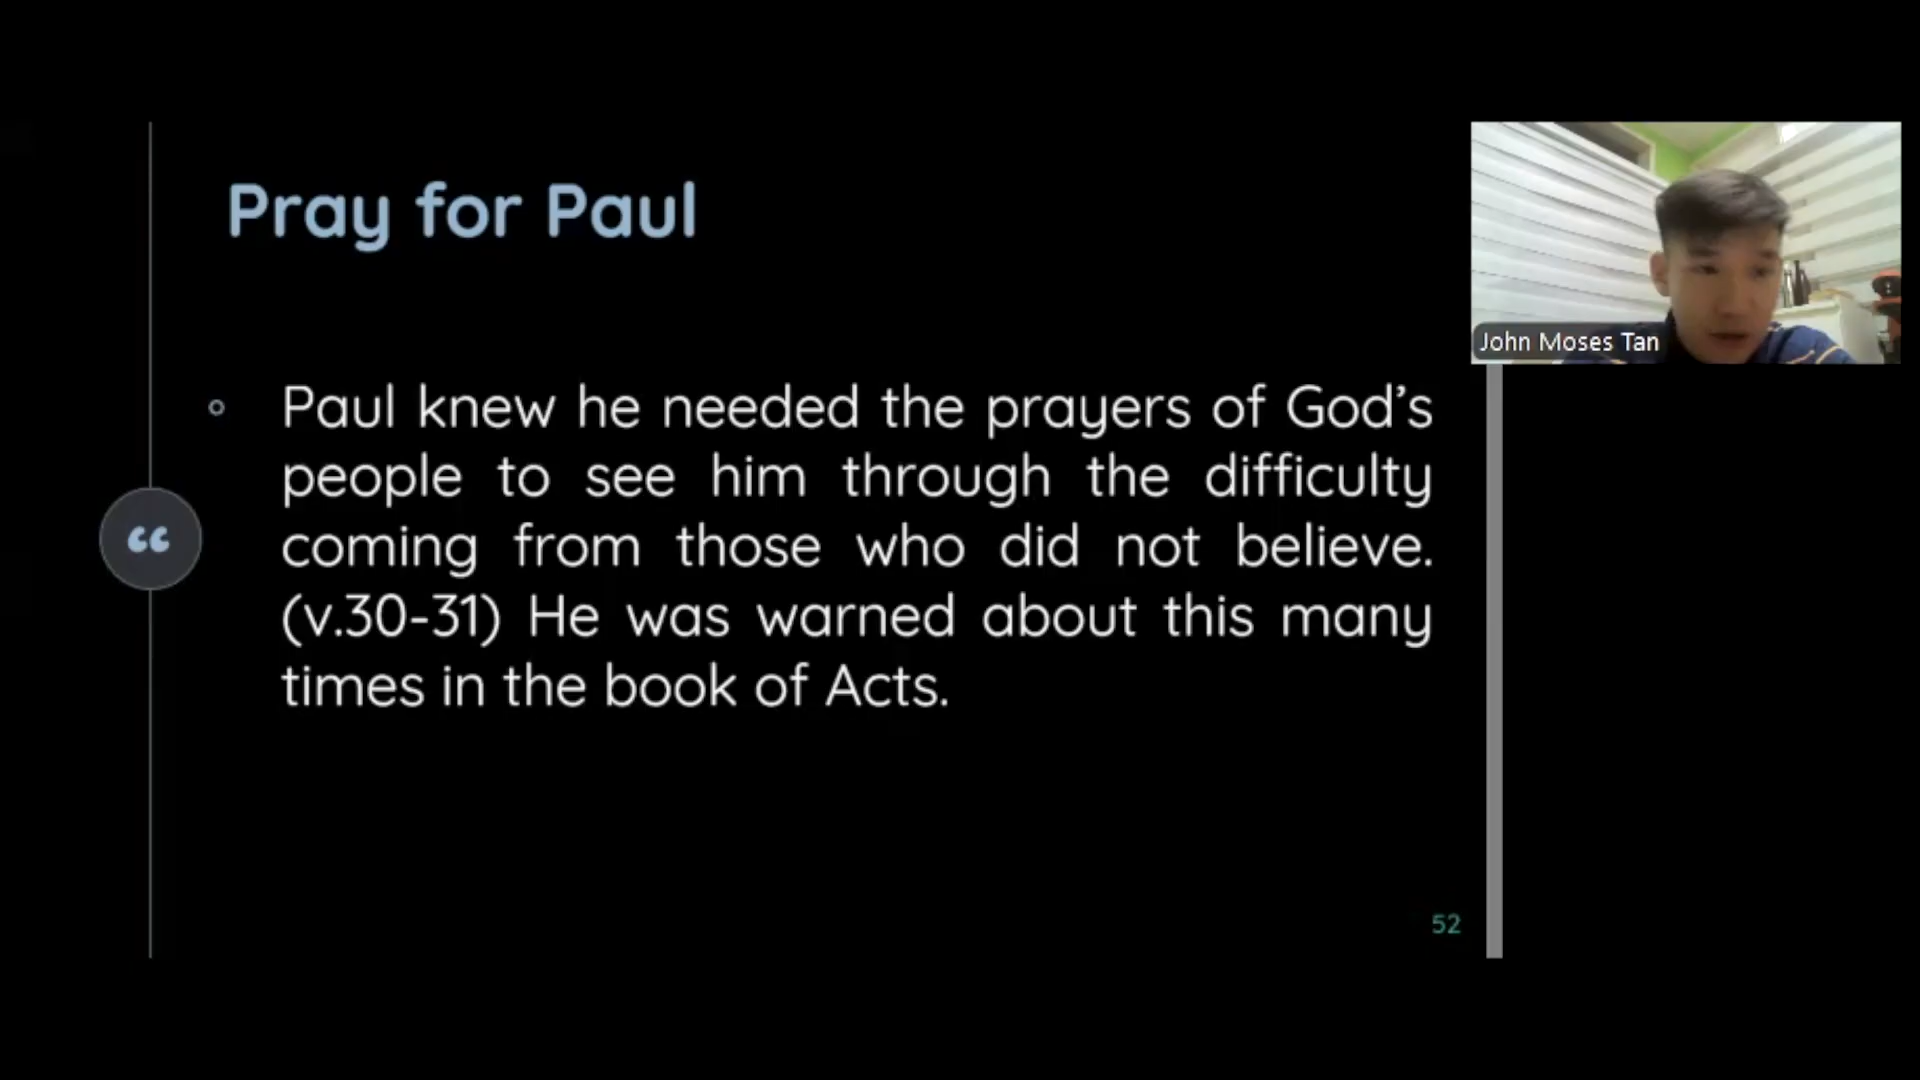 Pray for Paul
Paul knew he needed the prayers of God’s
people to see him through the difficulty
coming from those who did not believe.
(v.30-31) He was warned about this many
times in the book of Acts.
52
John Moses Tan